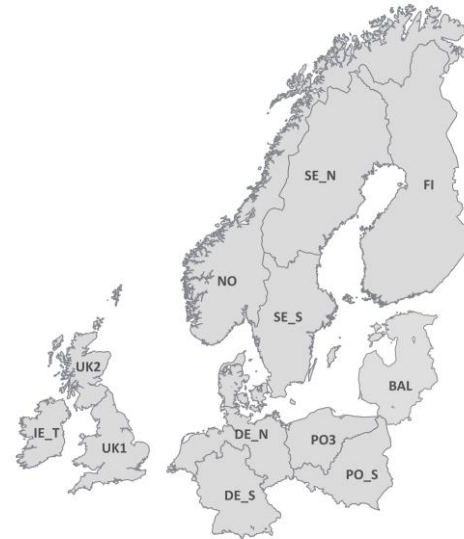 SE_N
FI
NO
SE_S
UK2
BAL
IE_T
UK1
DE_N
PO3
PO_S
DE_S